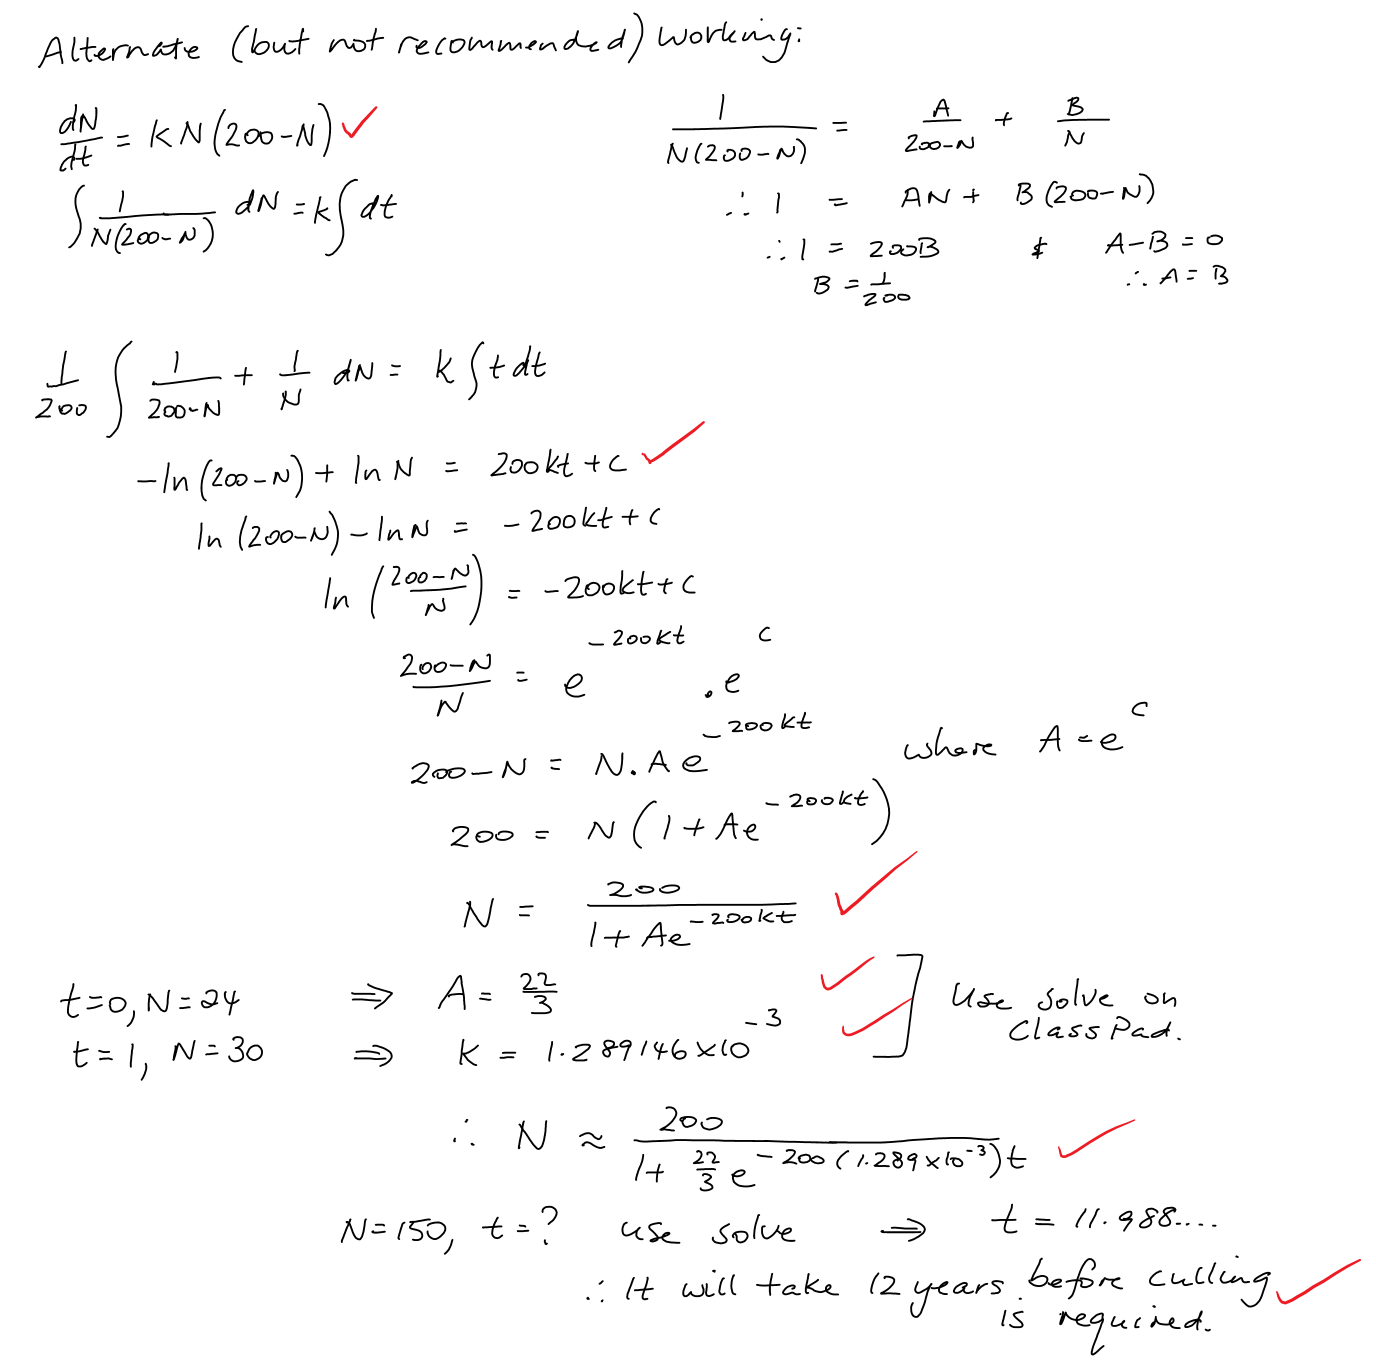 Alternate (but not recommended) working:
dN/dt = kN(200-N) ✓
∫ 1/(N(200-N)) dN = k∫dt
1/(N(200-N)) = A/(200-N) + B/N
∴ 1 = AN + B(200-N)
∴ 1 = 200B & A-B = 0
B = 1/200 ∴ A = B
1/200 ∫ 1/(200-N) + 1/N dN = k∫t dt
-ln(200-N) + ln N = 200kt + c ✓
ln(200-N) - ln N = -200kt + c
ln((200-N)/N) = -200kt + c
(200-N)/N = e^(-200kt) . e^c
200-N = N.Ae^(-200kt) where A = e^c
200 = N(1+Ae^(-200kt))
N = 200/(1+Ae^(-200kt)) ✓
t=0, N=24 ⇒ A = 22/3 ✓
t=1, N=30 ⇒ k = 1.289146×10^-3 ✓
] Use solve on
ClassPad.
∴ N ≈ 200/(1+ 22/3 e^(-200(1.289×10^-3)t)) ✓
N=150, t=? use solve ⇒ t = 11.988....
∴ It will take 12 years before culling ✓
is required.